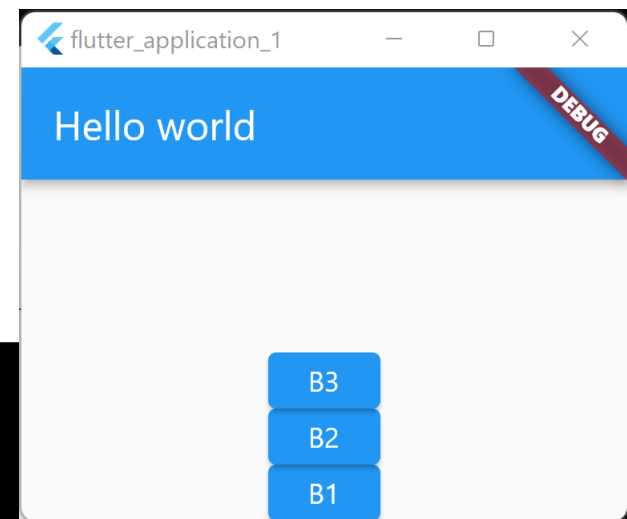 flutter_application_1
Hello world
DEBUG
B3
B2
B1